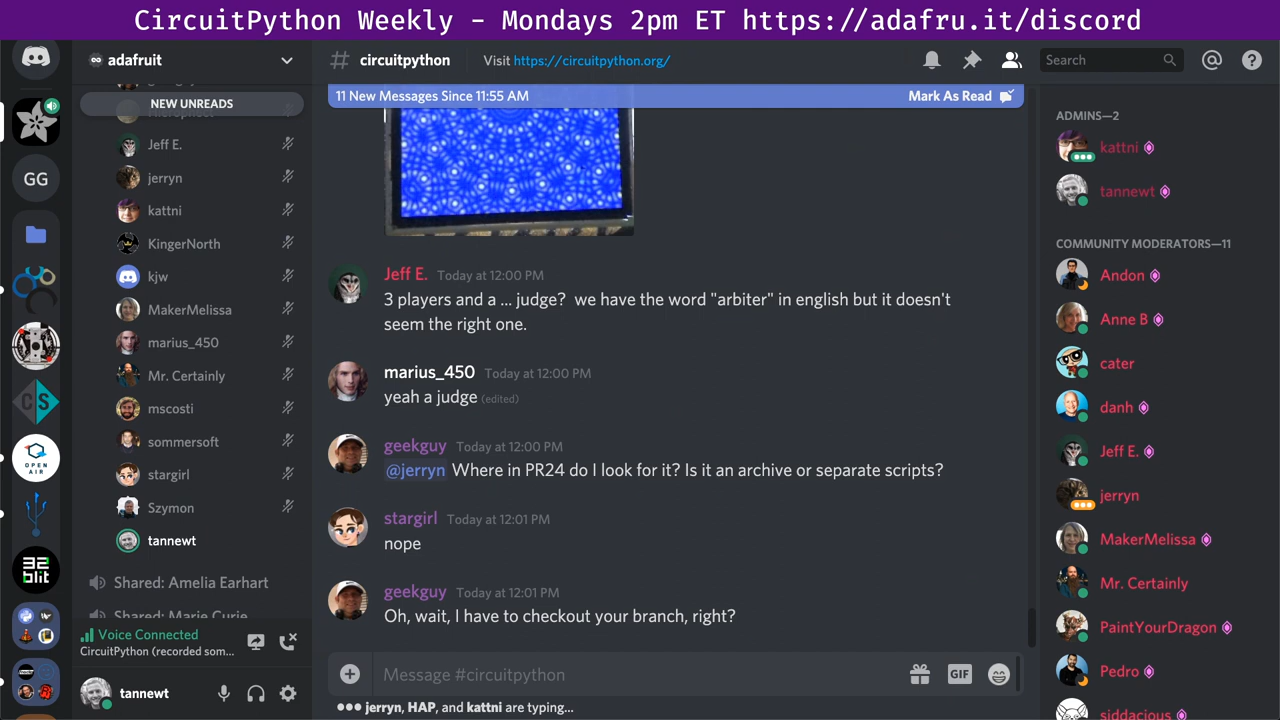 CircuitPython Weekly - Mondays 2pm ET https://adafru.it/discord
adafruit
NEW UNREADS
Jeff E.
jerryn
kattni
KingerNorth
kjw
MakerMelissa
marius_450
Mr. Certainly
mscosti
sommersoft
stargirl
Szymon
tannewt
Shared: Amelia Earhart
Shared: Marie Curie
Voice Connected
CircuitPython (recorded som...
tannewt
GG
OPEN AIR
32 blit
# circuitpython
Visit https://circuitpython.org/
Search
11 New Messages Since 11:55 AM
Mark As Read
Jeff E. Today at 12:00 PM
3 players and a ... judge? we have the word "arbiter" in english but it doesn't
seem the right one.
marius_450 Today at 12:00 PM
yeah a judge (edited)
geekguy Today at 12:00 PM
@jerryn Where in PR24 do I look for it? Is it an archive or separate scripts?
stargirl Today at 12:01 PM
nope
geekguy Today at 12:01 PM
Oh, wait, I have to checkout your branch, right?
Message #circuitpython
GIF
jerryn, HAP, and kattni are typing...
ADMINS—2
kattni
tannewt
COMMUNITY MODERATORS—11
Andon
Anne B
cater
danh
Jeff E.
jerryn
MakerMelissa
Mr. Certainly
PaintYourDragon
Pedro
siddacious